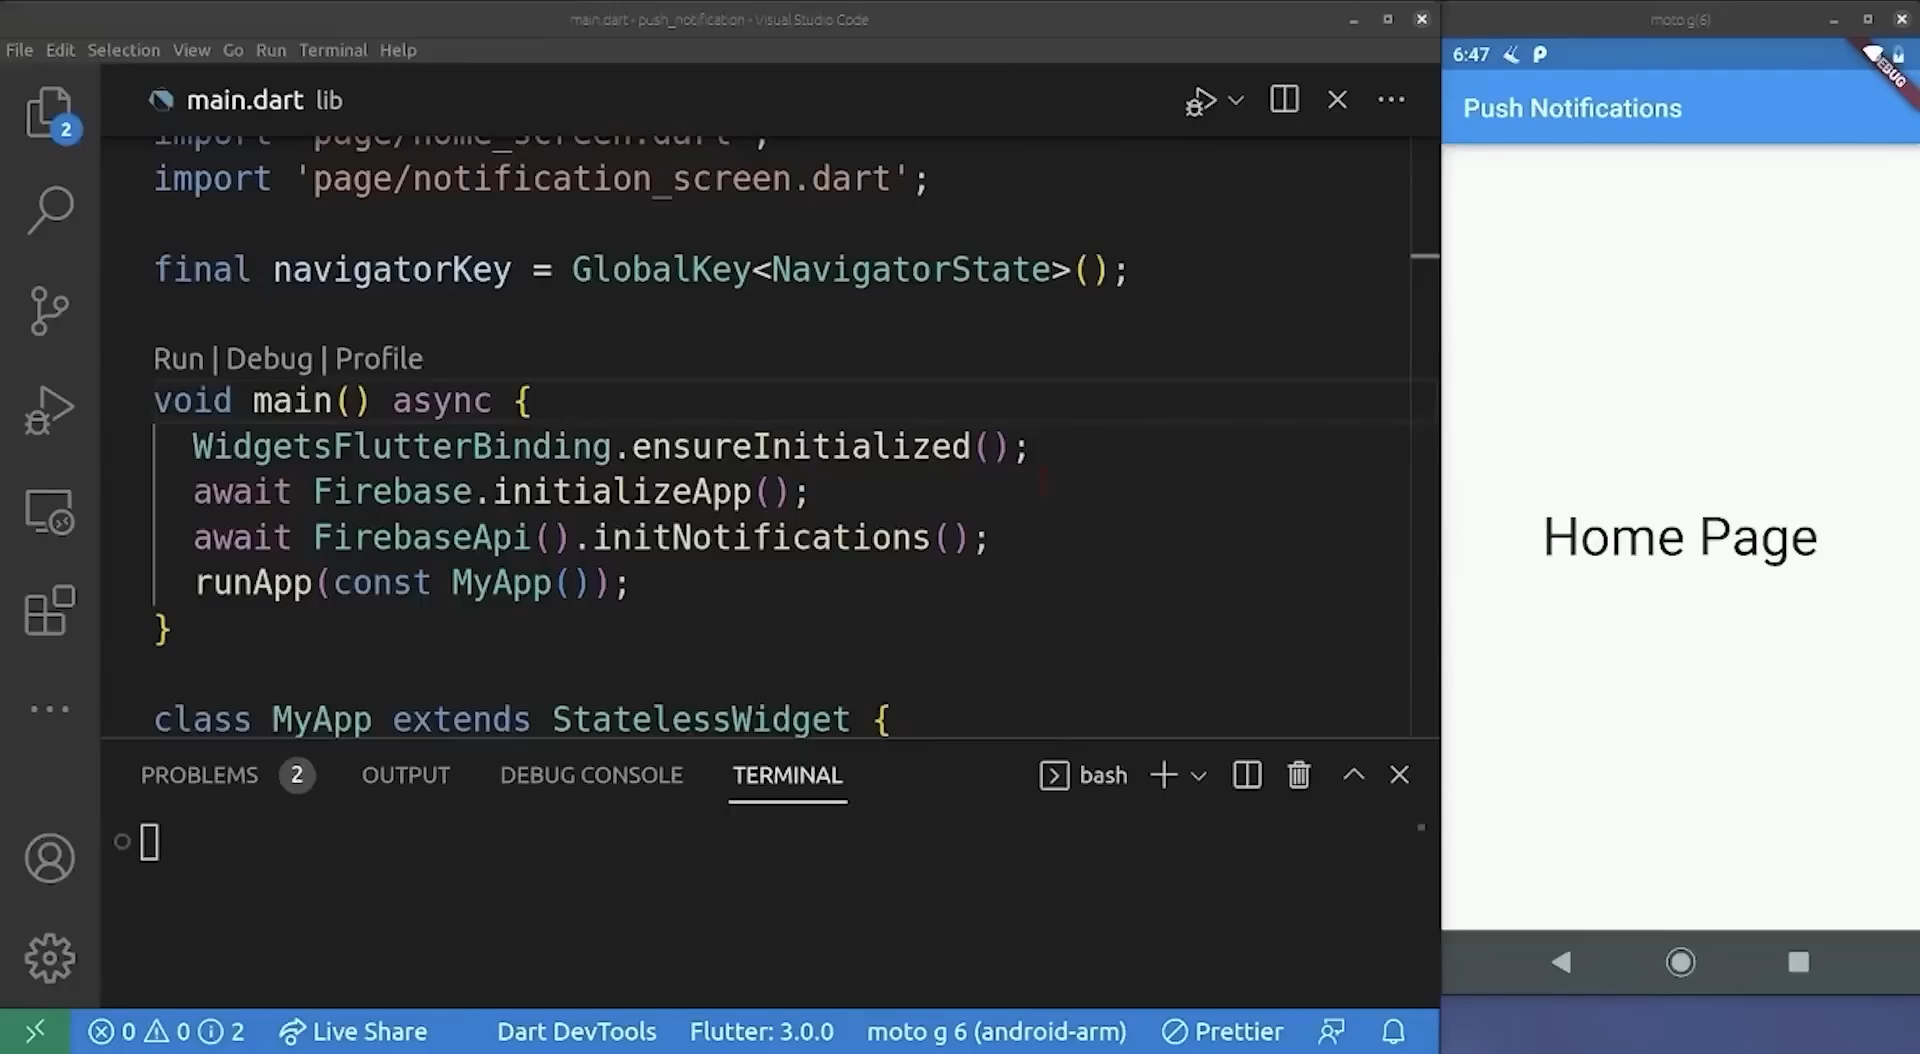 main.dart - push_notification - Visual Studio Code
moto g(6)
File Edit Selection View Go Run Terminal Help
6:47
DEBUG
2
main.dart lib
Push Notifications
import 'page/home_screen.dart';
import 'page/notification_screen.dart';
final navigatorKey = GlobalKey<NavigatorState>();
Run | Debug | Profile
void main() async {
WidgetsFlutterBinding.ensureInitialized();
await Firebase.initializeApp();
await FirebaseApi().initNotifications();
runApp(const MyApp());
}
class MyApp extends StatelessWidget {
Home Page
PROBLEMS 2 OUTPUT DEBUG CONSOLE TERMINAL bash
0 0 2 Live Share Dart DevTools Flutter: 3.0.0 moto g 6 (android-arm) Prettier